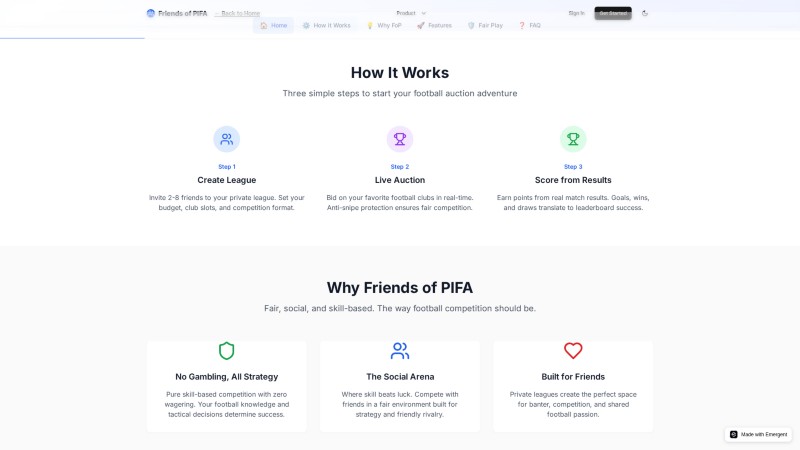 Friends of PIFA
← Back to Home
Product
Sign In
Get Started
Home
How It Works
Why FoP
Features
Fair Play
FAQ
How It Works
Three simple steps to start your football auction adventure
Step 1
Create League
Invite 2-8 friends to your private league. Set your
budget, club slots, and competition format.
Step 2
Live Auction
Bid on your favorite football clubs in real-time.
Anti-snipe protection ensures fair competition.
Step 3
Score from Results
Earn points from real match results. Goals, wins,
and draws translate to leaderboard success.
Why Friends of PIFA
Fair, social, and skill-based. The way football competition should be.
No Gambling, All Strategy
Pure skill-based competition with zero
wagering. Your football knowledge and
tactical decisions determine success.
The Social Arena
Where skill beats luck. Compete with
friends in a fair environment built for
strategy and friendly rivalry.
Built for Friends
Private leagues create the perfect space
for banter, competition, and shared
football passion.
Made with Emergent